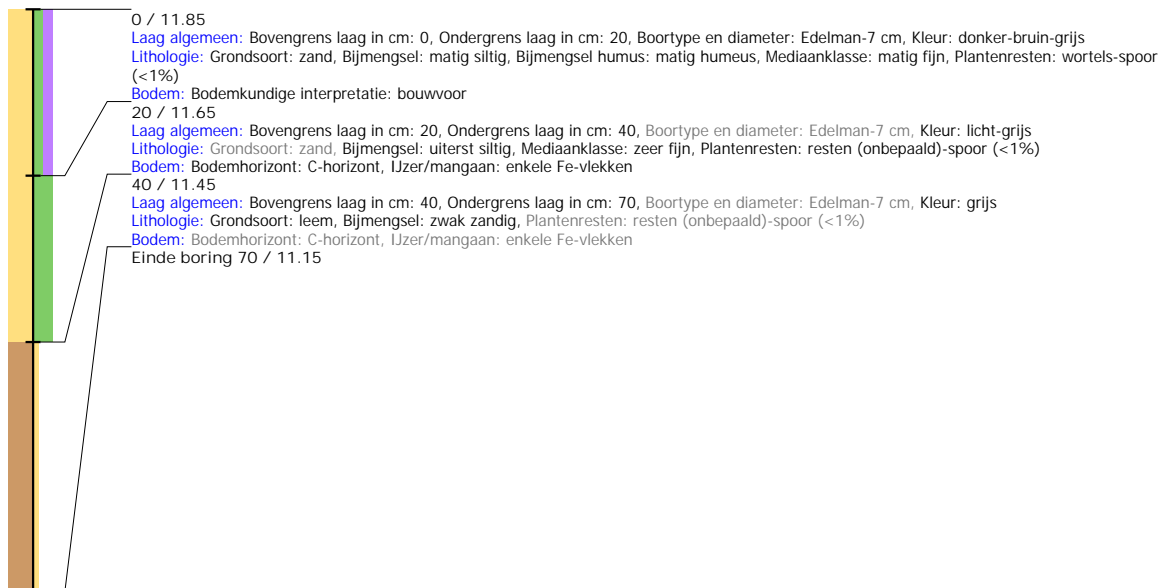 0 / 11.85
Laag algemeen: Bovengrens laag in cm: 0, Ondergrens laag in cm: 20, Boortype en diameter: Edelman-7 cm, Kleur: donker-bruin-grijs
Lithologie: Grondsoort: zand, Bijmengsel: matig siltig, Bijmengsel humus: matig humeus, Mediaanklasse: matig fijn, Plantenresten: wortels-spoor
(<1%)
Bodem: Bodemkundige interpretatie: bouwvoor
20 / 11.65
Laag algemeen: Bovengrens laag in cm: 20, Ondergrens laag in cm: 40, Boortype en diameter: Edelman-7 cm, Kleur: licht-grijs
Lithologie: Grondsoort: zand, Bijmengsel: uiterst siltig, Mediaanklasse: zeer fijn, Plantenresten: resten (onbepaald)-spoor (<1%)
Bodem: Bodemhorizont: C-horizont, IJzer/mangaan: enkele Fe-vlekken
40 / 11.45
Laag algemeen: Bovengrens laag in cm: 40, Ondergrens laag in cm: 70, Boortype en diameter: Edelman-7 cm, Kleur: grijs
Lithologie: Grondsoort: leem, Bijmengsel: zwak zandig, Plantenresten: resten (onbepaald)-spoor (<1%)
Bodem: Bodemhorizont: C-horizont, IJzer/mangaan: enkele Fe-vlekken
Einde boring 70 / 11.15